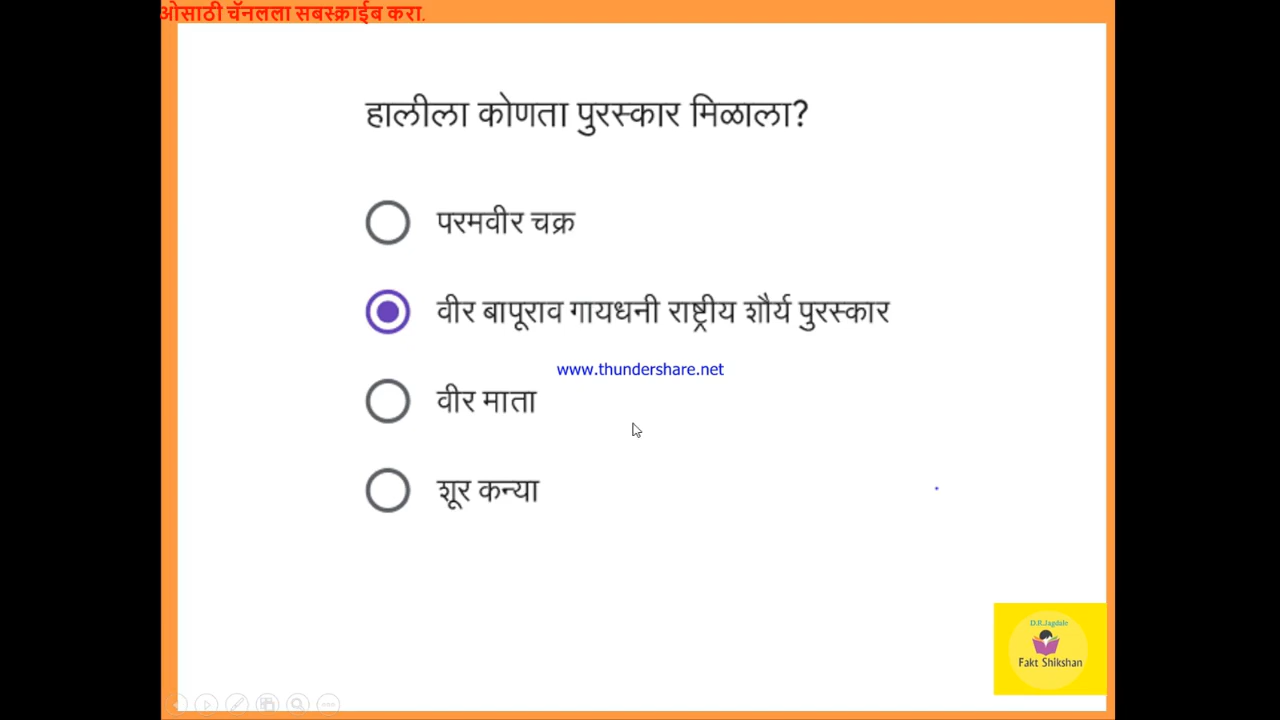 ओसाठी चॅनलला सबस्क्राईब करा.
हालीला कोणता पुरस्कार मिळाला?
परमवीर चक्र
वीर बापूराव गायधनी राष्ट्रीय शौर्य पुरस्कार
www.thundershare.net
वीर माता
शूर कन्या
D.R.Jagdale
Fakt Shikshan